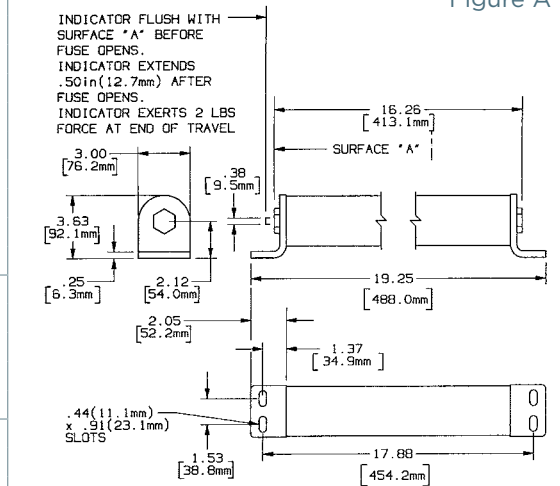 Figure A
INDICATOR FLUSH WITH
SURFACE "A" BEFORE
FUSE OPENS.
INDICATOR EXTENDS
.50in(12.7mm) AFTER
FUSE OPENS.
INDICATOR EXERTS 2 LBS
FORCE AT END OF TRAVEL
16.26
[413.1mm]
SURFACE "A"
3.00
[76.2mm]
.38
[9.5mm]
3.63
[92.1mm]
.25
[6.3mm]
2.12
[54.0mm]
19.25
[488.0mm]
2.05
[52.2mm]
1.37
[34.9mm]
.44(11.1mm)
x .91(23.1mm)
SLOTS
1.53
[38.8mm]
17.88
[454.2mm]